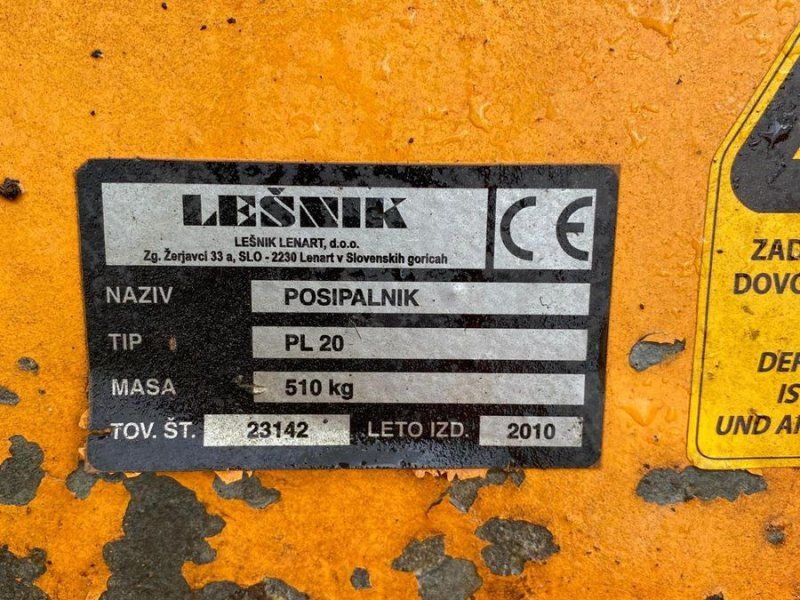 LEŠNIK
LEŠNIK LENART, d.o.o.
Zg. Žerjavci 33 a, SLO - 2230 Lenart v Slovenskih goricah
CE
NAZIV POSIPALNIK
TIP PL 20
MASA 510 kg
TOV. ŠT. 23142 LETO IZD. 2010
ZAD
DOVO
DEF
IS
UND A